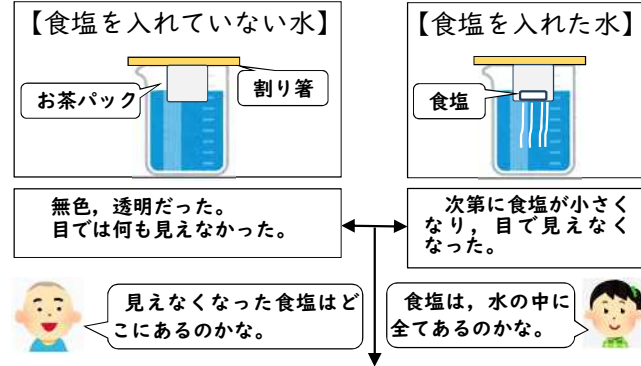 【食塩を入れていない水】
お茶パック
割り箸
【食塩を入れた水】
食塩
無色，透明だった。
目では何も見えなかった。
次第に食塩が小さく
なり，目で見えなく
なった。
見えなくなった食塩はど
こにあるのかな。
食塩は，水の中に
全てあるのかな。